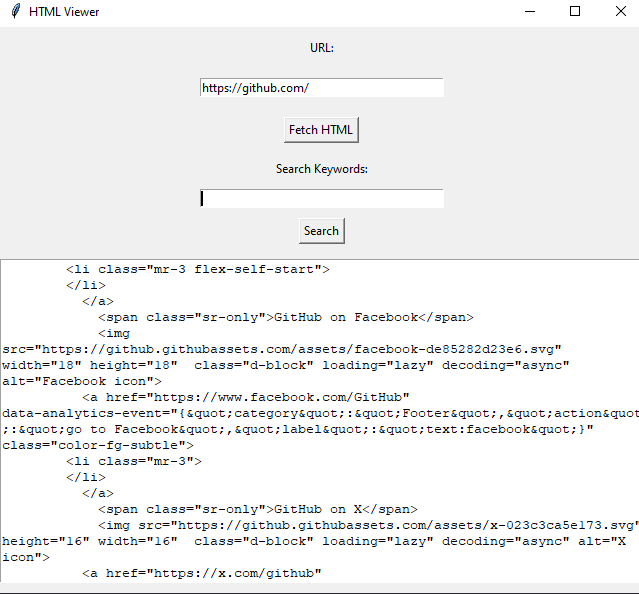 HTML Viewer
URL:
https://github.com/
Fetch HTML
Search Keywords:
Search
<li class="mr-3 flex-self-start">
</li>
</a>
<span class="sr-only">GitHub on Facebook</span>
<img
src="https://github.githubassets.com/assets/facebook-de85282d23e6.svg"
width="18" height="18"  class="d-block" loading="lazy" decoding="async"
alt="Facebook icon">
<a href="https://www.facebook.com/GitHub"
data-analytics-event="{&quot;category&quot;:&quot;Footer&quot;,&quot;action&quot
;:&quot;go to Facebook&quot;,&quot;label&quot;:&quot;text:facebook&quot;}"
class="color-fg-subtle">
<li class="mr-3">
</li>
</a>
<span class="sr-only">GitHub on X</span>
<img src="https://github.githubassets.com/assets/x-023c3ca5e173.svg"
height="16" width="16"  class="d-block" loading="lazy" decoding="async" alt="X
icon">
<a href="https://x.com/github"